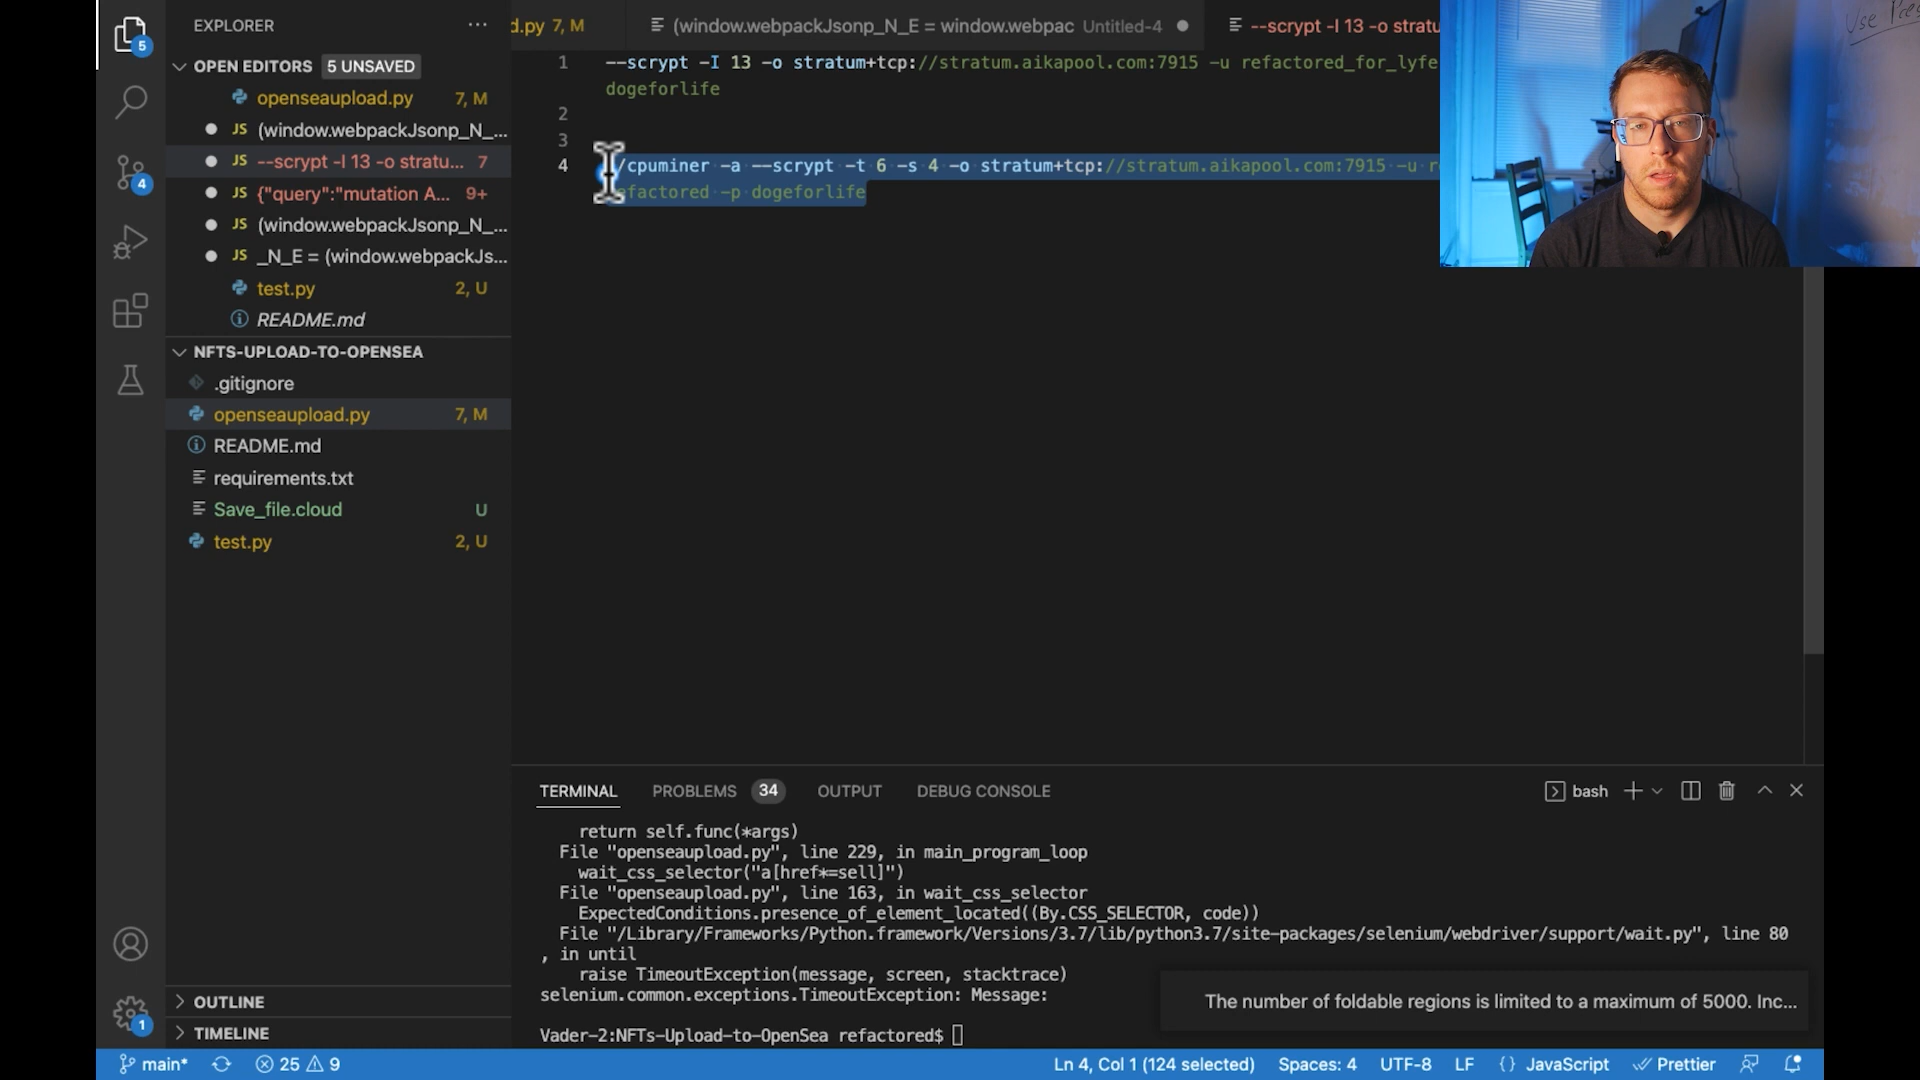 EXPLORER
OPEN EDITORS 5 UNSAVED
openseaupload.py 7, M
JS (window.webpackJsonp_N_...
JS --scrypt -I 13 -o stratu... 7
JS {"query":"mutation A... 9+
JS (window.webpackJsonp_N_...
JS _N_E = (window.webpackJs...
test.py 2, U
README.md
NFTS-UPLOAD-TO-OPENSEA
.gitignore
openseaupload.py 7, M
README.md
requirements.txt
Save_file.cloud U
test.py 2, U
OUTLINE
TIMELINE
5
4
1
d.py 7, M (window.webpackJsonp_N_E = window.webpac Untitled-4 --scrypt -I 13 -o stratu
1 --scrypt -I 13 -o stratum+tcp://stratum.aikapool.com:7915 -u refactored_for_lyfe
dogeforlife
2
3
4 /cpuminer -a --scrypt -t 6 -s 4 -o stratum+tcp://stratum.aikapool.com:7915 -u r
efactored -p dogeforlife
Use
TERMINAL PROBLEMS 34 OUTPUT DEBUG CONSOLE bash
return self.func(*args)
File "openseaupload.py", line 229, in main_program_loop
wait_css_selector("a[href*=sell]")
File "openseaupload.py", line 163, in wait_css_selector
ExpectedConditions.presence_of_element_located((By.CSS_SELECTOR, code))
File "/Library/Frameworks/Python.framework/Versions/3.7/lib/python3.7/site-packages/selenium/webdriver/support/wait.py", line 80
, in until
raise TimeoutException(message, screen, stacktrace)
selenium.common.exceptions.TimeoutException: Message:
The number of foldable regions is limited to a maximum of 5000. Inc...
Vader-2:NFTs-Upload-to-OpenSea refactored$
main* 25 9 Ln 4, Col 1 (124 selected) Spaces: 4 UTF-8 LF {} JavaScript Prettier